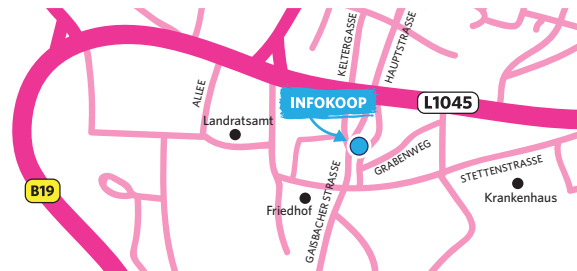 KELTERGASSE
HAUPTSTRASSE
ALLEE
INFOKOOP
L1045
Landratsamt
GRABENWEG
STETTENSTRASSE
B19
Krankenhaus
Friedhof
GAISBACHER STRASSE